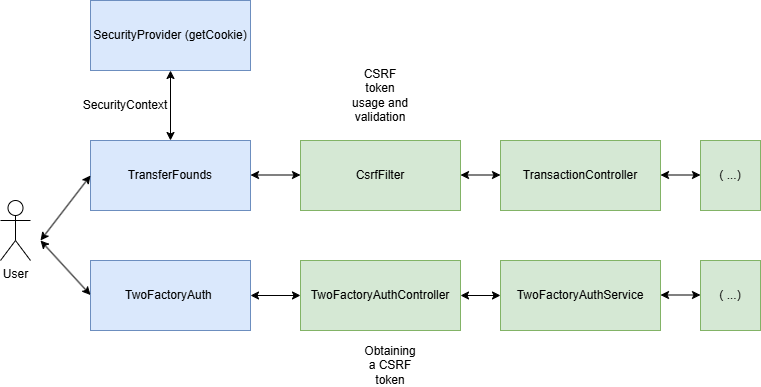 SecurityProvider (getCookie)
CSRF
token
usage and
validation
SecurityContext
TransferFounds
CsrfFilter
TransactionController
( ...)
User
TwoFactoryAuth
TwoFactoryAuthController
TwoFactoryAuthService
( ...)
Obtaining
a CSRF
token